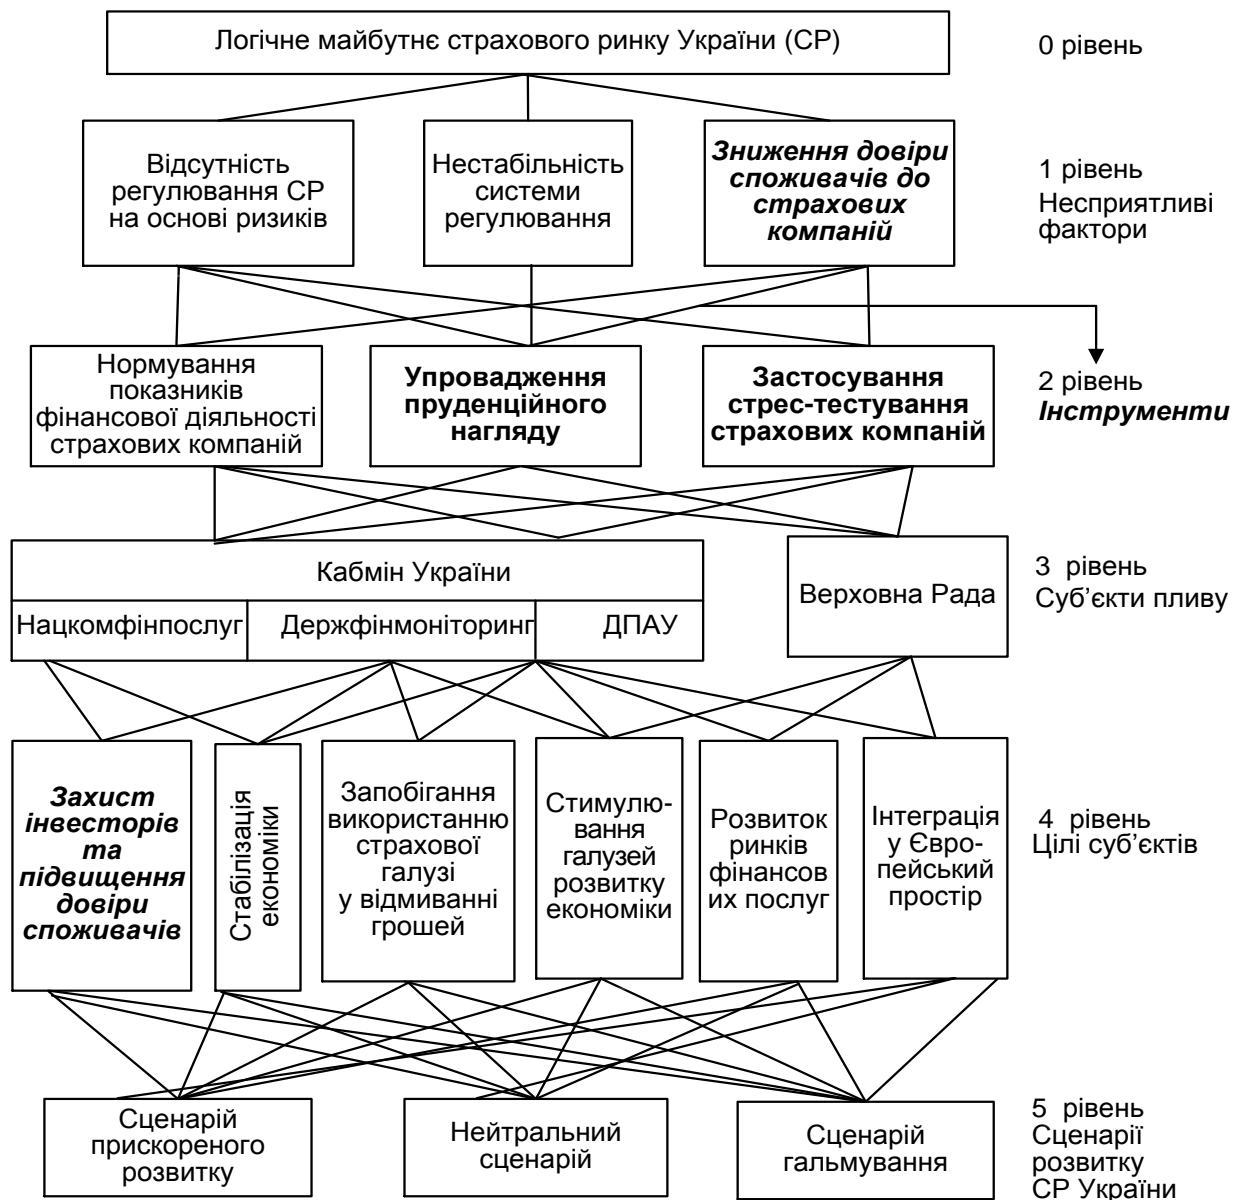 Логічне майбутнє страхового ринку України (СР)
0 рівень
Відсутність
регулювання СР
на основі ризиків
Нестабільність
системи
регулювання
Зниження довіри
споживачів до
страхових
компаній
1 рівень
Несприятливі
фактори
Нормування
показників
фінансової діяльності
страхових компаній
Упровадження
пруденційного
нагляду
Застосування
стрес-тестування
страхових компаній
2 рівень
Інструменти
Кабмін України
Нацкомфінпослуг
Держфінмоніторинг
ДПАУ
Верховна Рада
3 рівень
Суб’єкти пливу
Захист
інвесторів
та
підвищення
довіри
споживачів
Стабілізація
економіки
Запобігання
використанню
страхової
галузі
у відмиванні
грошей
Стимулю-
вання
галузей
розвитку
економіки
Розвиток
ринків
фінансов
их послуг
Інтеграція
у Євро-
пейський
простір
4 рівень
Цілі суб’єктів
Сценарій
прискореного
розвитку
Нейтральний
сценарій
Сценарій
гальмування
5 рівень
Сценарії
розвитку
СР України